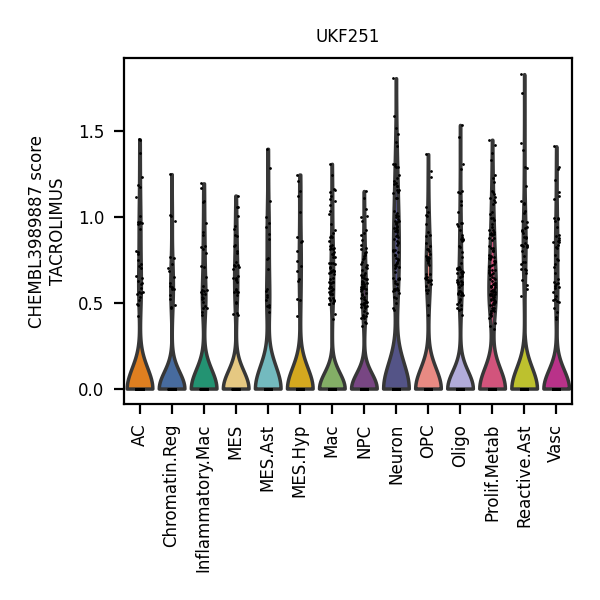 UKF251
CHEMBL3989887 score
TACROLIMUS
1.5
1.0
0.5
0.0
AC
Chromatin.Reg
Inflammatory.Mac
MES
MES.Ast
MES.Hyp
Mac
NPC
Neuron
OPC
Oligo
Prolif.Metab
Reactive.Ast
Vasc